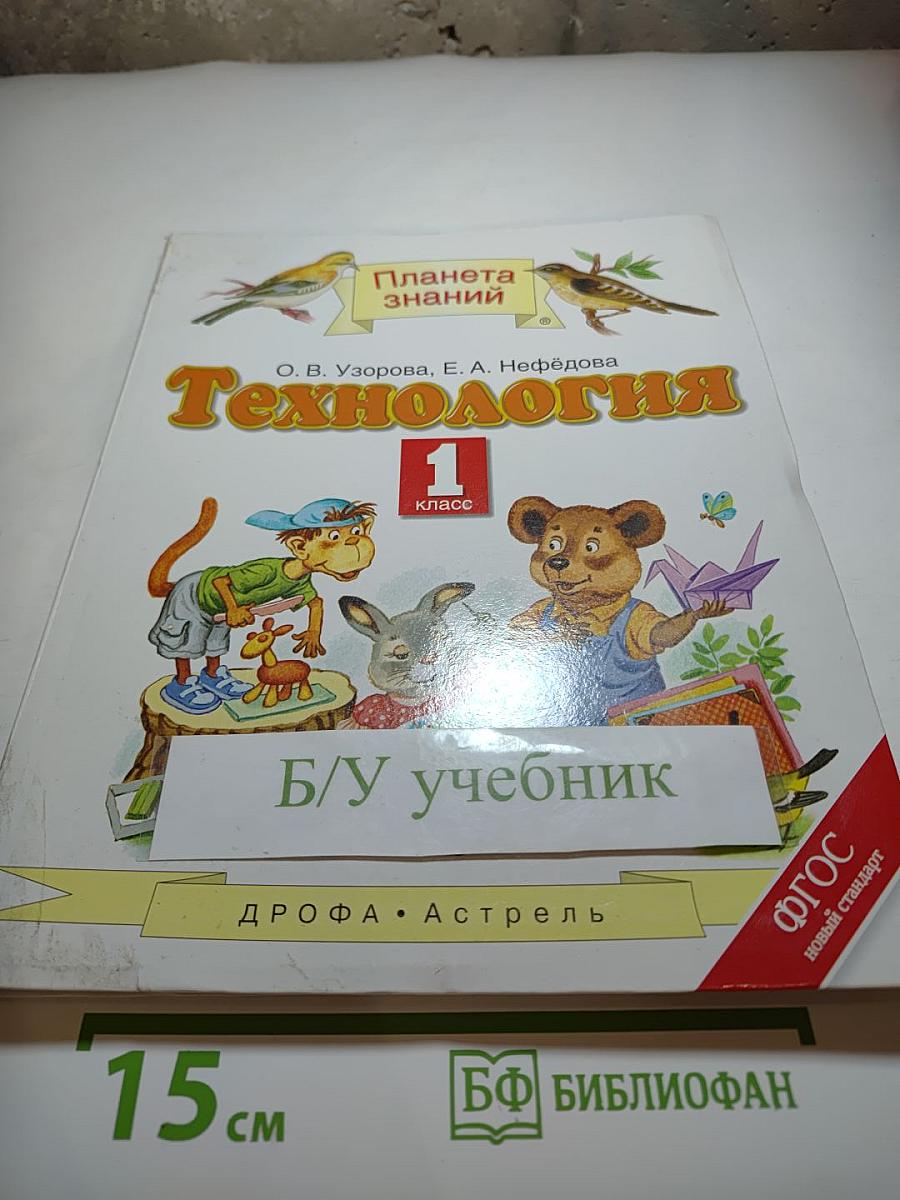 Планета
знаний
®
О. В. Узорова, Е. А. Нефёдова
Технология
1
класс
Б/У учебник
ФГОС
новый стандарт
ДРОФА • Астрель
15 см
БФ БИБЛИОФАН